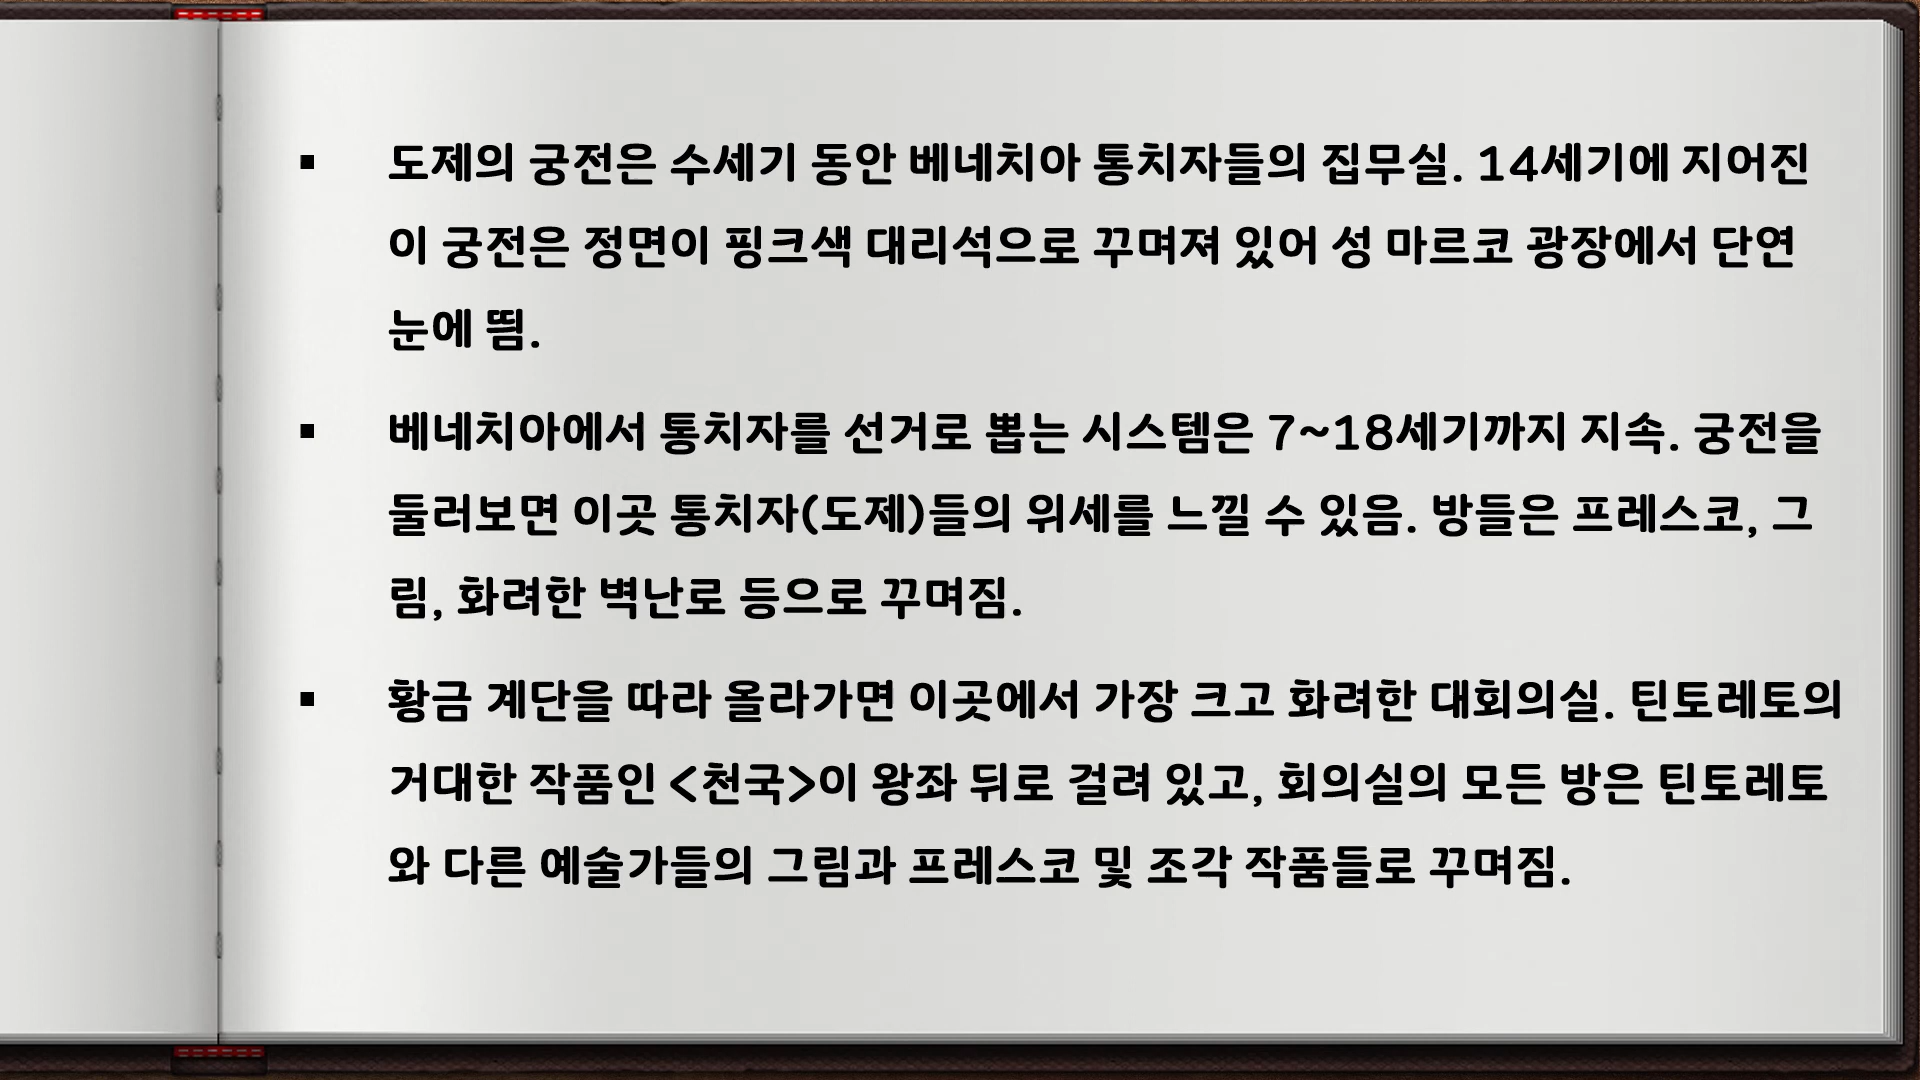 ▪ 도제의 궁전은 수세기 동안 베네치아 통치자들의 집무실. 14세기에 지어진
이 궁전은 정면이 핑크색 대리석으로 꾸며져 있어 성 마르코 광장에서 단연
눈에 띔.
▪ 베네치아에서 통치자를 선거로 뽑는 시스템은 7~18세기까지 지속. 궁전을
둘러보면 이곳 통치자(도제)들의 위세를 느낄 수 있음. 방들은 프레스코, 그
림, 화려한 벽난로 등으로 꾸며짐.
▪ 황금 계단을 따라 올라가면 이곳에서 가장 크고 화려한 대회의실. 틴토레토의
거대한 작품인 <천국>이 왕좌 뒤로 걸려 있고, 회의실의 모든 방은 틴토레토
와 다른 예술가들의 그림과 프레스코 및 조각 작품들로 꾸며짐.